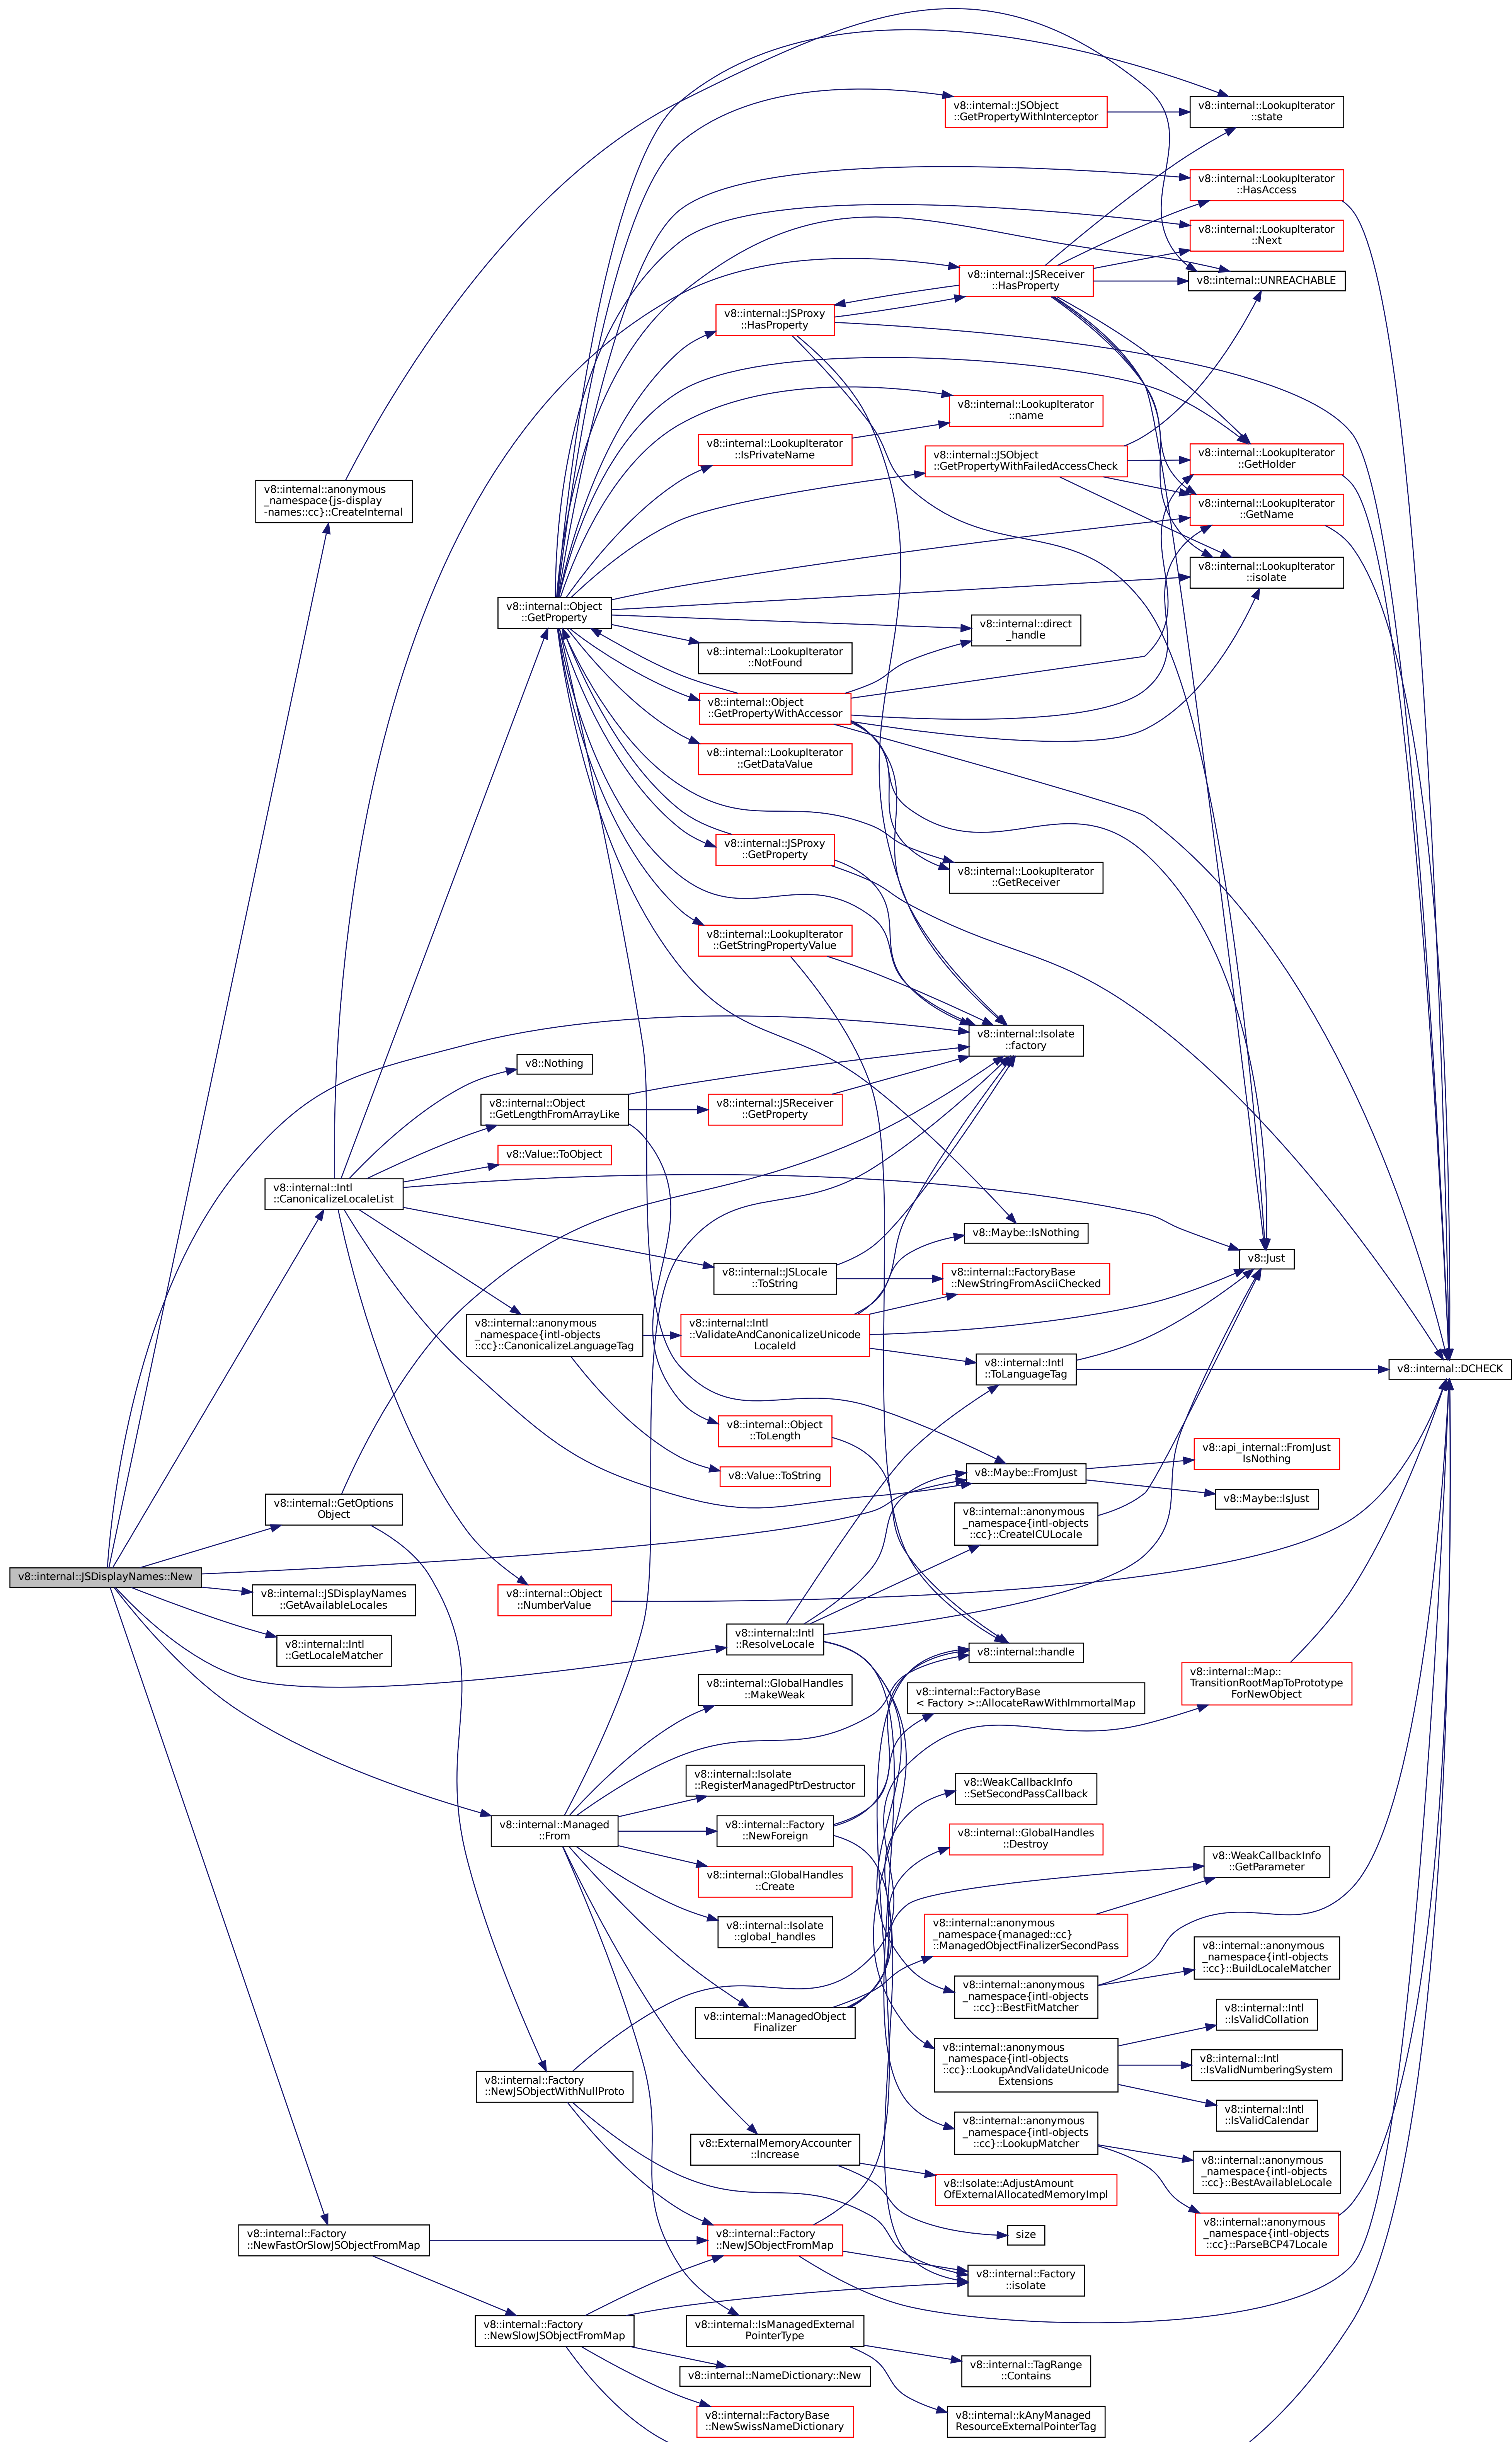 v8::internal::LookupIterator
::state
v8::internal::JSObject
::GetPropertyWithInterceptor
v8::internal::LookupIterator
::HasAccess
v8::internal::LookupIterator
::Next
v8::internal::JSReceiver
::HasProperty
v8::internal::UNREACHABLE
v8::internal::JSProxy
::HasProperty
v8::internal::LookupIterator
::name
v8::internal::LookupIterator
::IsPrivateName
v8::internal::JSObject
::GetPropertyWithFailedAccessCheck
v8::internal::LookupIterator
::GetHolder
v8::internal::anonymous
_namespace{js-display
-names::cc}::CreateInternal
v8::internal::LookupIterator
::GetName
v8::internal::LookupIterator
::isolate
v8::internal::Object
::GetProperty
v8::internal::direct
_handle
v8::internal::LookupIterator
::NotFound
v8::internal::Object
::GetPropertyWithAccessor
v8::internal::LookupIterator
::GetDataValue
v8::internal::JSProxy
::GetProperty
v8::internal::LookupIterator
::GetReceiver
v8::internal::LookupIterator
::GetStringPropertyValue
v8::internal::Isolate
::factory
v8::Nothing
v8::internal::Object
::GetLengthFromArrayLike
v8::internal::JSReceiver
::GetProperty
v8::Value::ToObject
v8::internal::Intl
::CanonicalizeLocaleList
v8::Maybe::IsNothing
v8::Just
v8::internal::JSLocale
::ToString
v8::internal::FactoryBase
::NewStringFromAsciiChecked
v8::internal::anonymous
_namespace{intl-objects
::cc}::CanonicalizeLanguageTag
v8::internal::Intl
::ValidateAndCanonicalizeUnicode
LocaleId
v8::internal::Intl
::ToLanguageTag
v8::internal::DCHECK
v8::internal::Object
::ToLength
v8::api_internal::FromJust
IsNothing
v8::Value::ToString
v8::Maybe::FromJust
v8::Maybe::IsJust
v8::internal::GetOptions
Object
v8::internal::anonymous
_namespace{intl-objects
::cc}::CreateICULocale
v8::internal::JSDisplayNames::New
v8::internal::JSDisplayNames
::GetAvailableLocales
v8::internal::Object
::NumberValue
v8::internal::Intl
::GetLocaleMatcher
v8::internal::Intl
::ResolveLocale
v8::internal::handle
v8::internal::GlobalHandles
::MakeWeak
v8::internal::FactoryBase
< Factory >::AllocateRawWithImmortalMap
v8::internal::Map::
TransitionRootMapToPrototype
ForNewObject
v8::internal::Isolate
::RegisterManagedPtrDestructor
v8::WeakCallbackInfo
::SetSecondPassCallback
v8::internal::Managed
::From
v8::internal::Factory
::NewForeign
v8::internal::GlobalHandles
::Destroy
v8::WeakCallbackInfo
::GetParameter
v8::internal::GlobalHandles
::Create
v8::internal::Isolate
::global_handles
v8::internal::anonymous
_namespace{managed::cc}
::ManagedObjectFinalizerSecondPass
v8::internal::anonymous
_namespace{intl-objects
::cc}::BuildLocaleMatcher
v8::internal::anonymous
_namespace{intl-objects
::cc}::BestFitMatcher
v8::internal::ManagedObject
Finalizer
v8::internal::Intl
::IsValidCollation
v8::internal::anonymous
_namespace{intl-objects
::cc}::LookupAndValidateUnicode
Extensions
v8::internal::Intl
::IsValidNumberingSystem
v8::internal::Factory
::NewJSObjectWithNullProto
v8::internal::Intl
::IsValidCalendar
v8::internal::anonymous
_namespace{intl-objects
::cc}::LookupMatcher
v8::ExternalMemoryAccounter
::Increase
v8::internal::anonymous
_namespace{intl-objects
::cc}::BestAvailableLocale
v8::Isolate::AdjustAmount
OfExternalAllocatedMemoryImpl
v8::internal::anonymous
_namespace{intl-objects
::cc}::ParseBCP47Locale
size
v8::internal::Factory
::NewFastOrSlowJSObjectFromMap
v8::internal::Factory
::NewJSObjectFromMap
v8::internal::Factory
::isolate
v8::internal::Factory
::NewSlowJSObjectFromMap
v8::internal::IsManagedExternal
PointerType
v8::internal::TagRange
::Contains
v8::internal::NameDictionary::New
v8::internal::FactoryBase
::NewSwissNameDictionary
v8::internal::kAnyManaged
ResourceExternalPointerTag